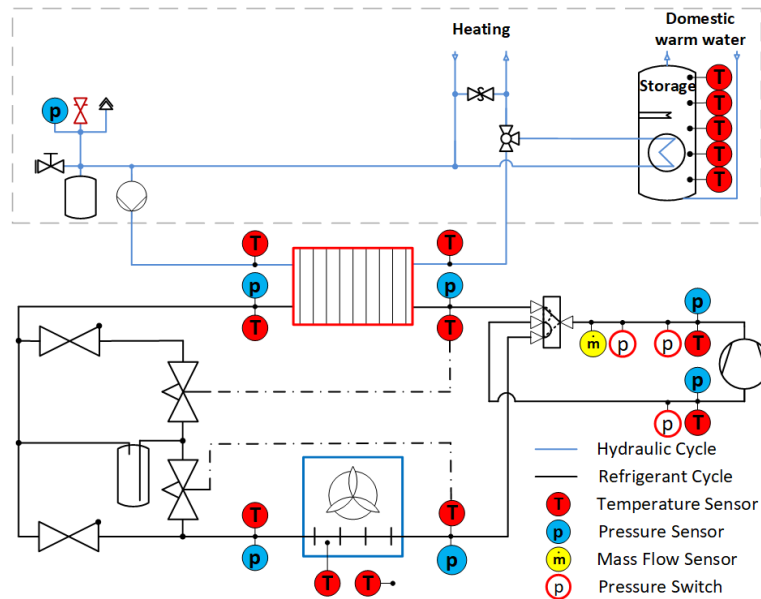 Heating
Domestic
warm water
Storage
p
T
T
T
T
T
T
T
p
p
T
T
p
ṁ
p
p
T
p
p
T
Hydraulic Cycle
Refrigerant Cycle
T
Temperature Sensor
T
T
p
Pressure Sensor
p
p
ṁ
Mass Flow Sensor
T
T
p
Pressure Switch